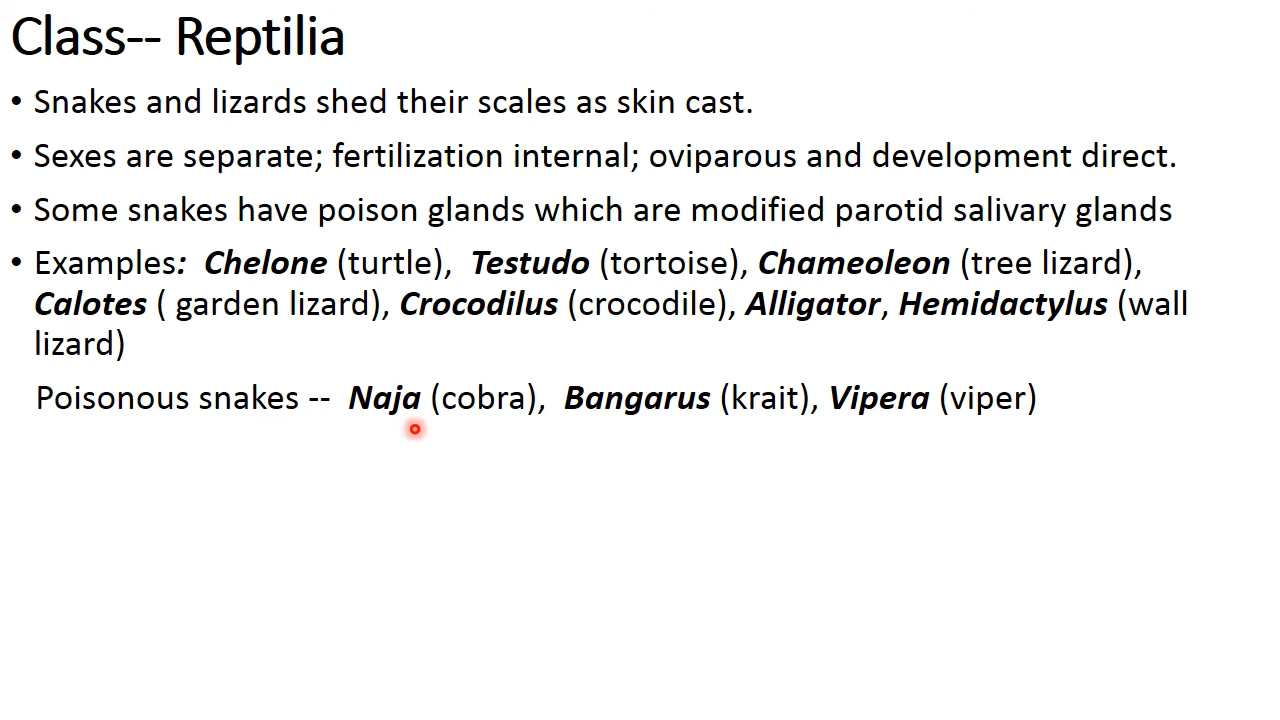 Class-- Reptilia
• Snakes and lizards shed their scales as skin cast.
• Sexes are separate; fertilization internal; oviparous and development direct.
• Some snakes have poison glands which are modified parotid salivary glands
• Examples: Chelone (turtle), Testudo (tortoise), Chameoleon (tree lizard),
Calotes ( garden lizard), Crocodilus (crocodile), Alligator, Hemidactylus (wall
lizard)
Poisonous snakes -- Naja (cobra), Bangarus (krait), Vipera (viper)